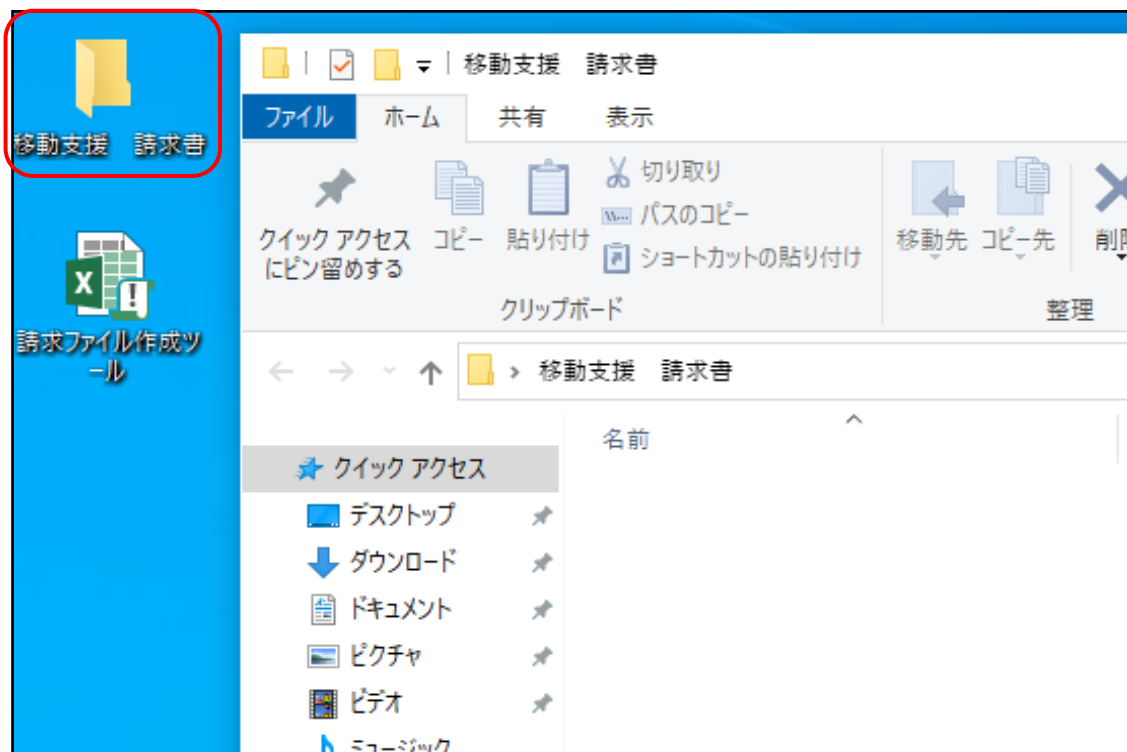 移動支援　請求書
請求ファイル作成ツ
ール
移動支援　請求書
ファイル ホーム 共有 表示
クイック アクセス
にピン留めする
コピー
貼り付け
切り取り
パスのコピー
ショートカットの貼り付け
クリップボード
移動先 コピー先
整理
移動支援　請求書
名前
クイック アクセス
デスクトップ
ダウンロード
ドキュメント
ピクチャ
ビデオ
ミュージック